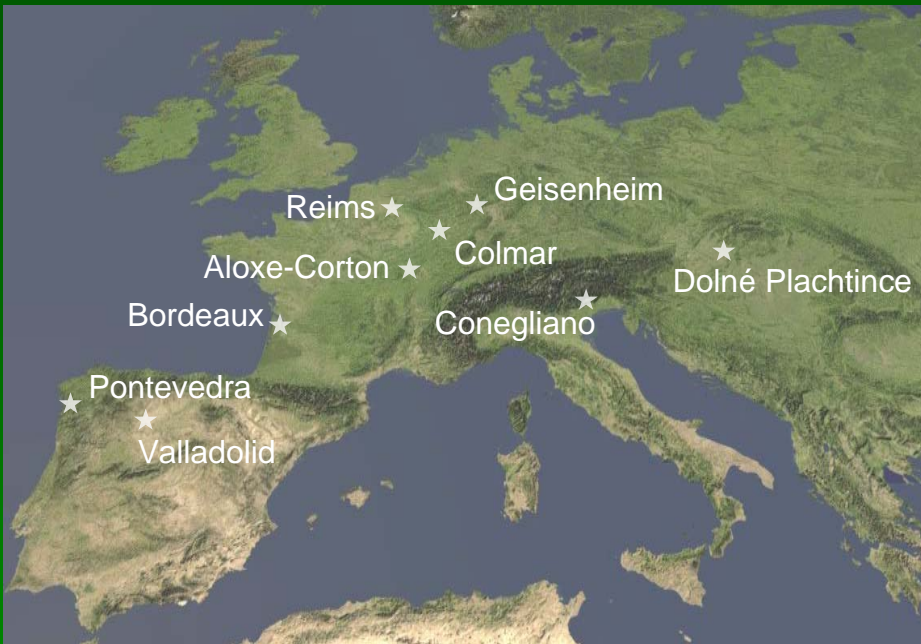 Geisenheim
Reims
Colmar
Aloxe-Corton
Dolné Plachtince
Bordeaux
Conegliano
Pontevedra
Valladolid